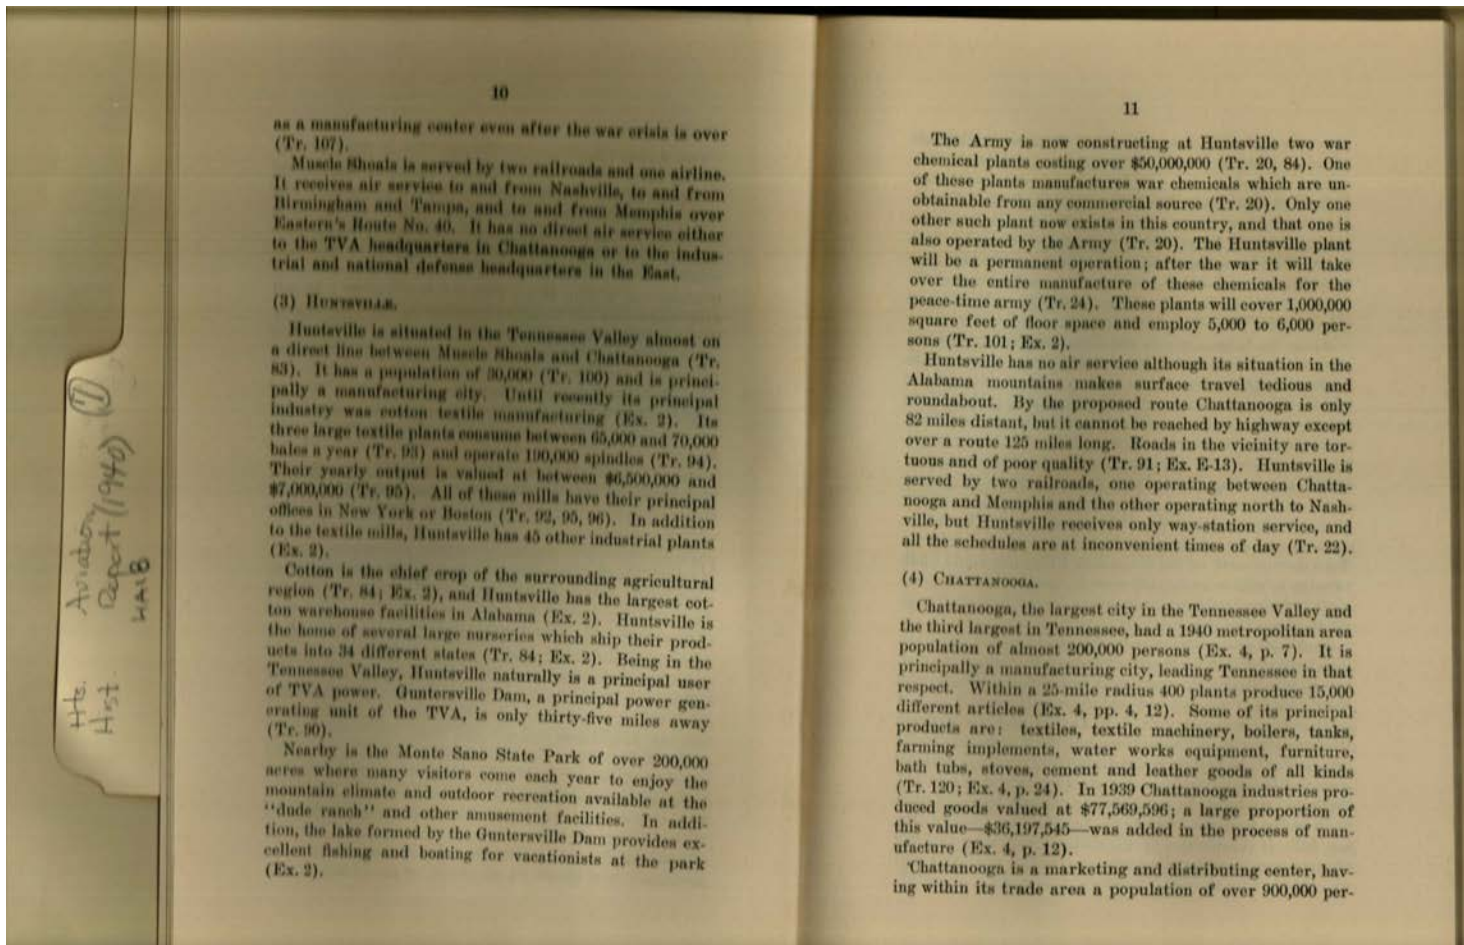 Hts. Aviation (7)
Hist. Report (1940)
HAIB
10
as a manufacturing center even after the war crisis is over
(Tr. 107).
Muscle Shoals is served by two railroads and one airline.
It receives air service to and from Nashville, to and from
Birmingham and Tampa, and to and from Memphis over
Eastern's Route No. 40. It has no direct air service either
to the TVA headquarters in Chattanooga or to the indus-
trial and national defense headquarters in the East.
(3) Huntsville.
Huntsville is situated in the Tennessee Valley almost on
a direct line between Muscle Shoals and Chattanooga (Tr.
83). It has a population of 30,000 (Tr. 100) and is princi-
pally a manufacturing city. Until recently its principal
industry was cotton textile manufacturing (Ex. 2). Its
three large textile plants consume between 65,000 and 70,000
bales a year (Tr. 93) and operate 190,000 spindles (Tr. 94).
Their yearly output is valued at between $6,500,000 and
$7,000,000 (Tr. 95). All of these mills have their principal
offices in New York or Boston (Tr. 92, 95, 96). In addition
to the textile mills, Huntsville has 45 other industrial plants
(Ex. 2).
Cotton is the chief crop of the surrounding agricultural
region (Tr. 84; Ex. 2), and Huntsville has the largest cot-
ton warehouse facilities in Alabama (Ex. 2). Huntsville is
the home of several large nurseries which ship their prod-
ucts into 34 different states (Tr. 84; Ex. 2). Being in the
Tennessee Valley, Huntsville naturally is a principal user
of TVA power. Guntersville Dam, a principal power gen-
erating unit of the TVA, is only thirty-five miles away
(Tr. 90).
Nearby is the Monte Sano State Park of over 200,000
acres where many visitors come each year to enjoy the
mountain climate and outdoor recreation available at the
"dude ranch" and other amusement facilities. In addi-
tion, the lake formed by the Guntersville Dam provides ex-
cellent fishing and boating for vacationists at the park
(Ex. 2).
11
The Army is now constructing at Huntsville two war
chemical plants costing over $50,000,000 (Tr. 20, 84). One
of these plants manufactures war chemicals which are un-
obtainable from any commercial source (Tr. 20). Only one
other such plant now exists in this country, and that one is
also operated by the Army (Tr. 20). The Huntsville plant
will be a permanent operation; after the war it will take
over the entire manufacture of these chemicals for the
peace-time army (Tr. 24). These plants will cover 1,000,000
square feet of floor space and employ 5,000 to 6,000 per-
sons (Tr. 101; Ex. 2).
Huntsville has no air service although its situation in the
Alabama mountains makes surface travel tedious and
roundabout. By the proposed route Chattanooga is only
82 miles distant, but it cannot be reached by highway except
over a route 125 miles long. Roads in the vicinity are tor-
tuous and of poor quality (Tr. 91; Ex. E-13). Huntsville is
served by two railroads, one operating between Chatta-
nooga and Memphis and the other operating north to Nash-
ville, but Huntsville receives only way-station service, and
all the schedules are at inconvenient times of day (Tr. 22).
(4) Chattanooga.
Chattanooga, the largest city in the Tennessee Valley and
the third largest in Tennessee, had a 1940 metropolitan area
population of almost 200,000 persons (Ex. 4, p. 7). It is
principally a manufacturing city, leading Tennessee in that
respect. Within a 25-mile radius 400 plants produce 15,000
different articles (Ex. 4, pp. 4, 12). Some of its principal
products are: textiles, textile machinery, boilers, tanks,
farming implements, water works equipment, furniture,
bath tubs, stoves, cement and leather goods of all kinds
(Tr. 120; Ex. 4, p. 24). In 1939 Chattanooga industries pro-
duced goods valued at $77,569,596; a large proportion of
this value—$36,197,545—was added in the process of man-
ufacture (Ex. 4, p. 12).
Chattanooga is a marketing and distributing center, hav-
ing within its trade area a population of over 900,000 per-